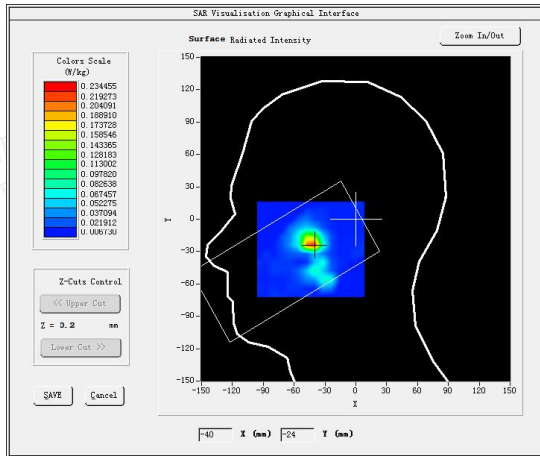 SAR Visualisation Graphical Interface
Surface Radiated Intensity
Zoom In/Out
Colors Scale
(W/kg)
0.234455
0.219273
0.204091
0.188910
0.173728
0.158546
0.143365
0.128183
0.113002
0.097820
0.082638
0.067457
0.052275
0.037094
0.021912
0.006730
Z-Cuts Control
<< Upper Cut
Z = 0.2 mm
Lower Cut >>
SAVE Cancel
150
120
90
60
30
0
-30
-60
-90
-120
-150
Y
-150 -120 -90 -60 -30 0 30 60 90 120 150
X
-40 X (mm) -24 Y (mm)